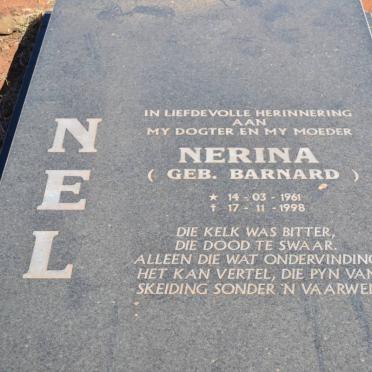 NEL
IN LIEFDEVOLLE HERINNERING
AAN
MY DOGTER EN MY MOEDER
NERINA
( GEB. BARNARD )
★ 14-03-1961
✝ 17-11-1998
DIE KELK WAS BITTER,
DIE DOOD TE SWAAR.
ALLEEN DIE WAT ONDERVINDING
HET KAN VERTEL, DIE PYN VAN
SKEIDING SONDER 'N VAARWEL